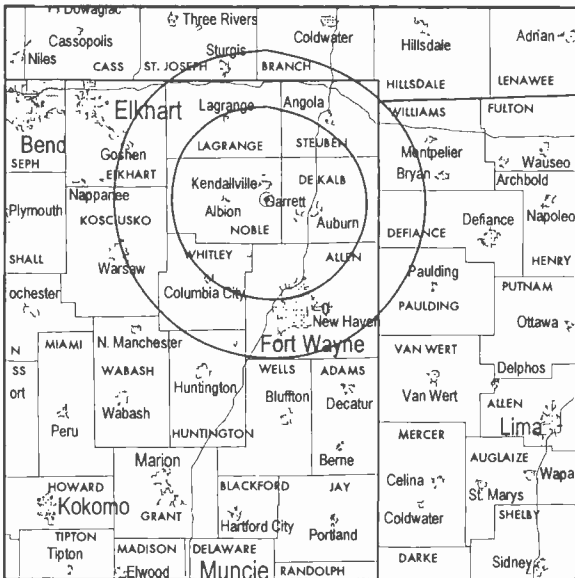 Dowagiac
Three Rivers
Cassopolis
Coldwater
Hillsdale
Adrian
Niles
Sturgis
CASS
ST. JOSEPH
BRANCH
HILLSDALE
LENAWEE
Elkhart
Lagrange
Angola
WILLIAMS
FULTON
Bend
LAGRANGE
STEUBEN
Montpelier
Wauseo
SEPH
Goshen
ELKHART
Kendallville
DE KALB
Bryan
Archbold
Nappanee
Albion
Garrett
Auburn
Napoleo
Plymouth
KOSCIUSKO
NOBLE
DEFIANCE
Defiance
SHALL
Warsaw
WHITLEY
ALLEN
Paulding
HENRY
Columbia City
PUTNAM
ochester
PAULDING
New Haven
Ottawa
N
MIAMI
N. Manchester
Fort Wayne
VAN WERT
SS
WABASH
Huntington
WELLS
ADAMS
Delphos
ort
Bluffton
Decatur
Van Wert
Wabash
ALLEN
Peru
HUNTINGTON
MERCER
Lima
Marion
Berne
AUGLAIZE
HOWARD
BLACKFORD
JAY
Celina
Wapa
Kokomo
St. Marys
GRANT
Hartford City
Portland
Coldwater
SHELBY
TIPTON
Tipton
MADISON
DELAWARE
DARKE
Elwood
Muncie
RANDOLPH
Sidney